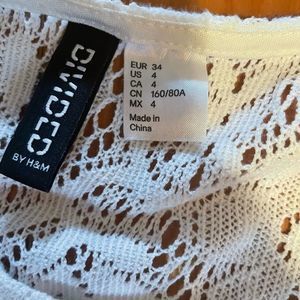 DIVIDED
BY H&M
EUR 34
US 4
CA 4
CN 160/80A
MX 4
Made in
China